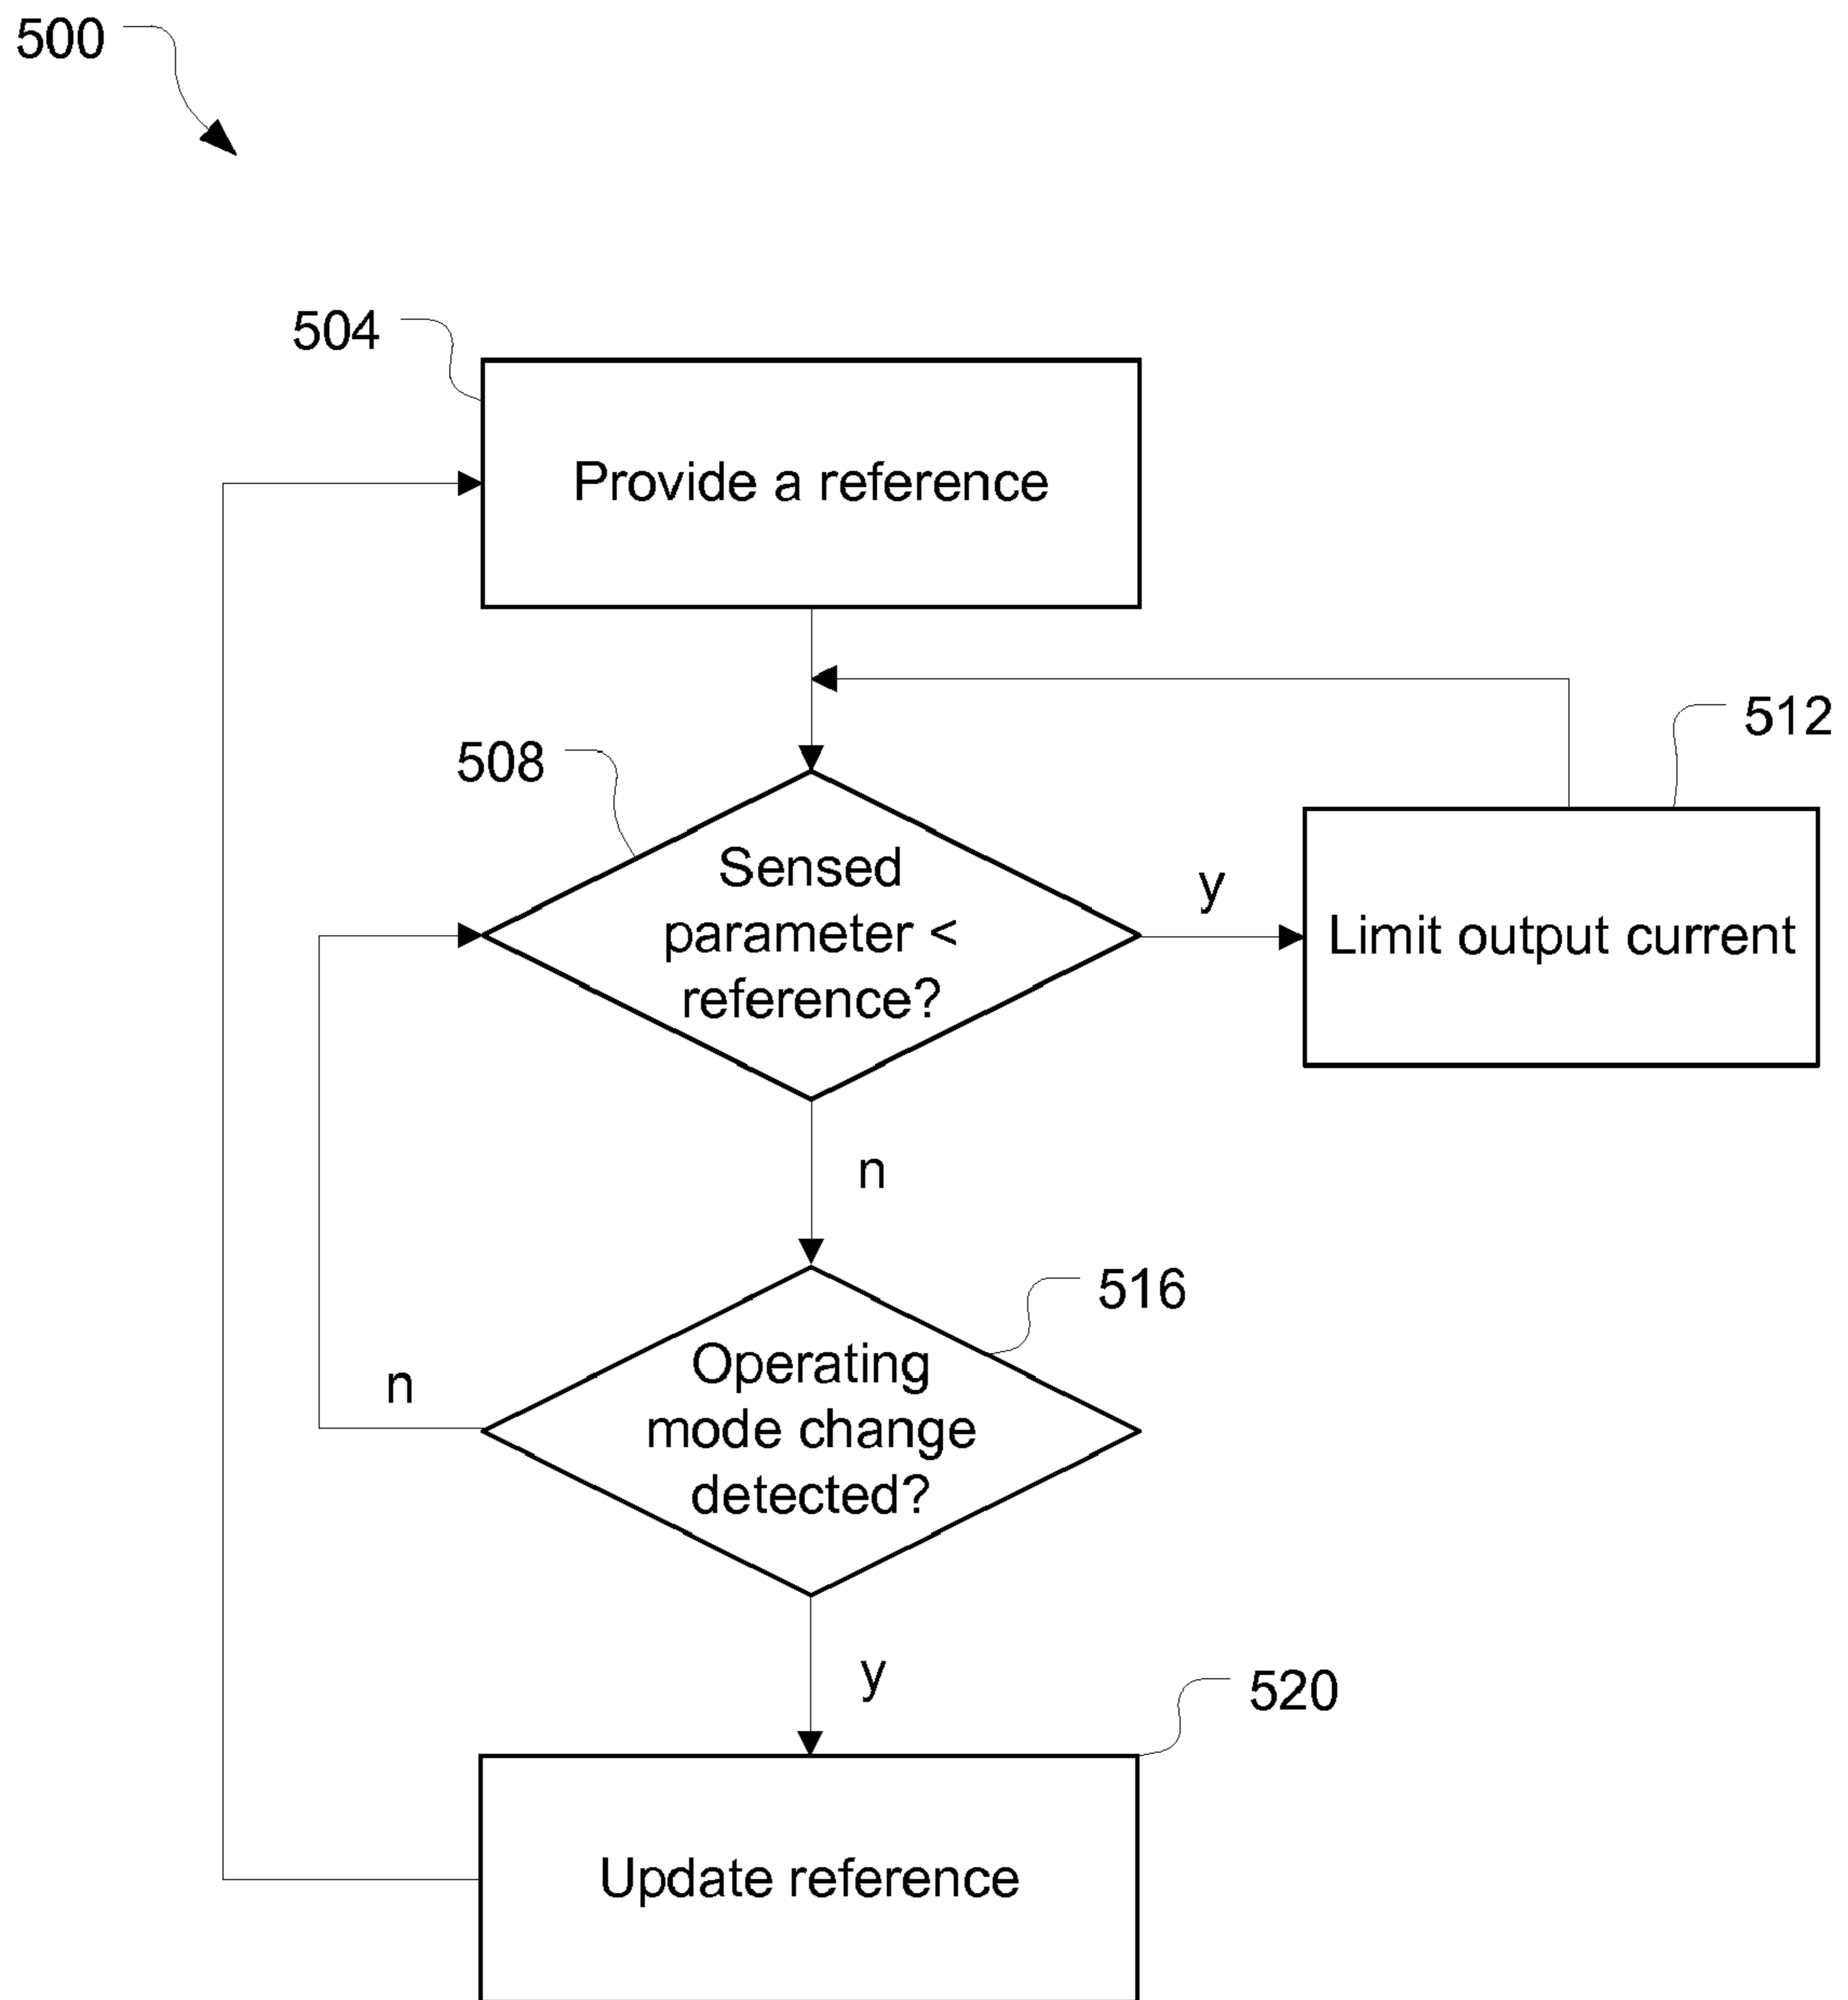 500
504
Provide a reference
512
508
Sensed
parameter <
reference?
y
Limit output current
n
516
Operating
mode change
detected?
n
y
520
Update reference